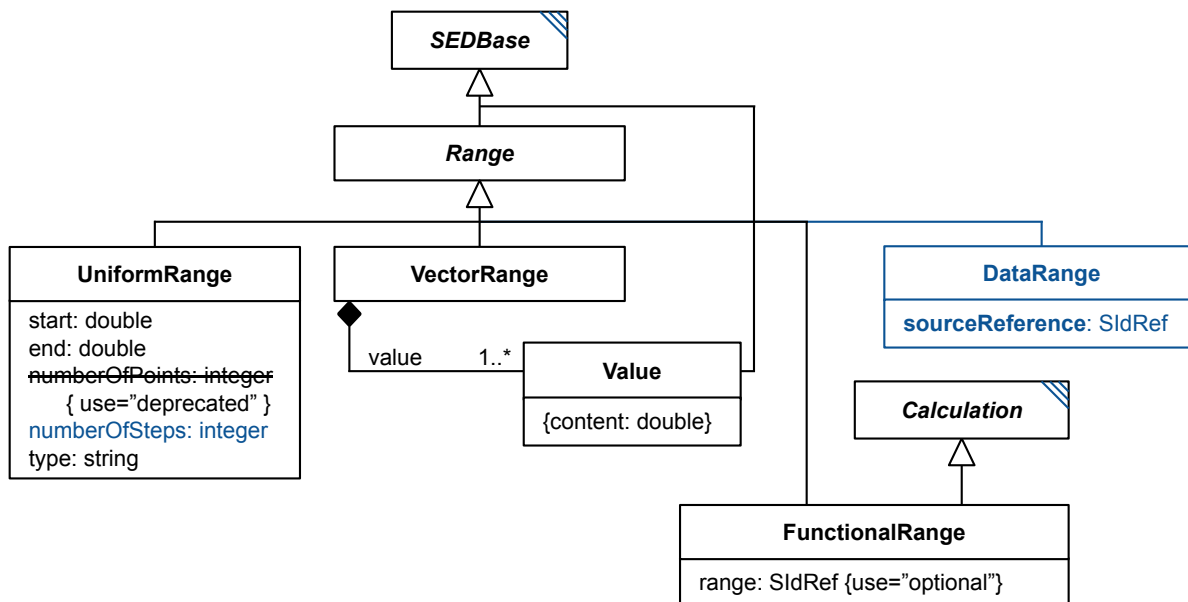 SEDBase
Range
UniformRange
start: double
end: double
numberOfPoints: integer
{ use=”deprecated” }
numberOfSteps: integer
type: string
VectorRange
value 1..*
Value
{content: double}
DataRange
sourceReference: SIdRef
Calculation
FunctionalRange
range: SIdRef {use=”optional”}